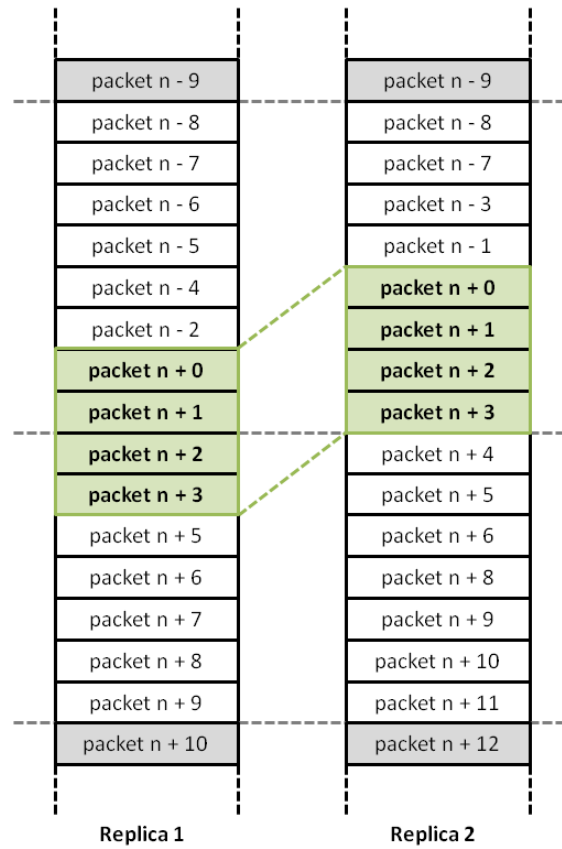 packet n - 9
packet n - 8
packet n - 7
packet n - 6
packet n - 5
packet n - 4
packet n - 2
packet n + 0
packet n + 1
packet n + 2
packet n + 3
packet n + 5
packet n + 6
packet n + 7
packet n + 8
packet n + 9
packet n + 10
Replica 1
packet n - 9
packet n - 8
packet n - 7
packet n - 3
packet n - 1
packet n + 0
packet n + 1
packet n + 2
packet n + 3
packet n + 4
packet n + 5
packet n + 6
packet n + 8
packet n + 9
packet n + 10
packet n + 11
packet n + 12
Replica 2